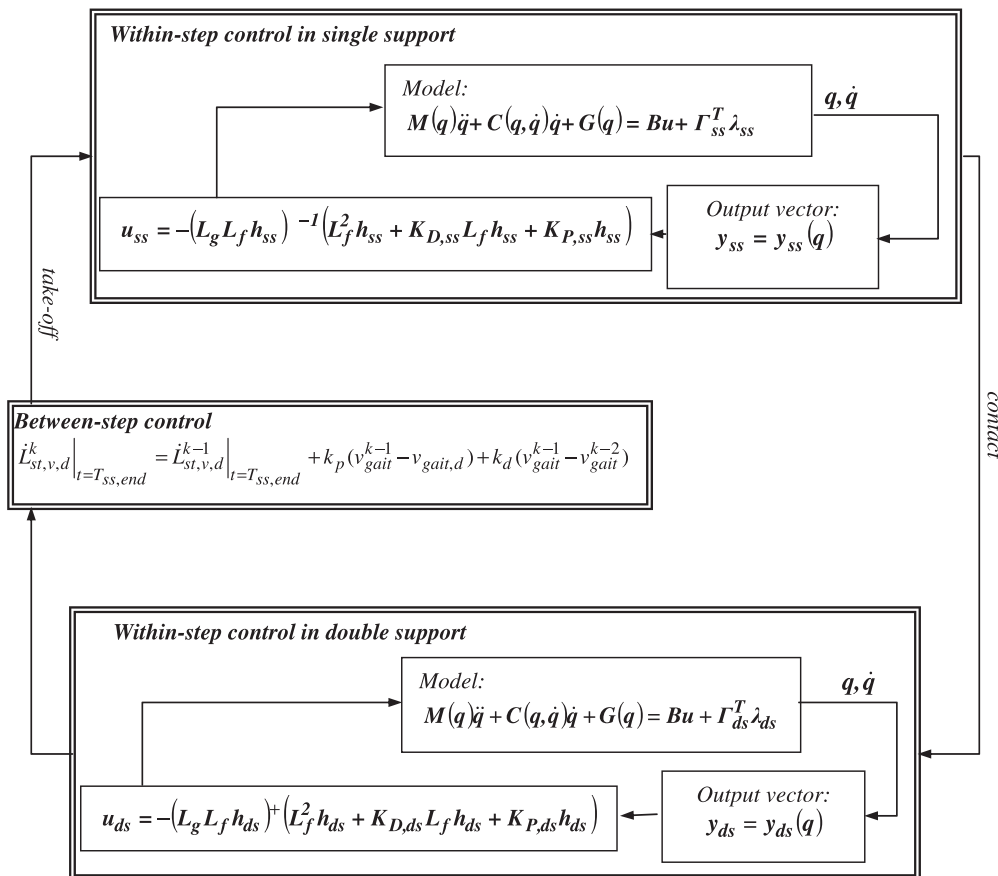 Within-step control in single support
Model:
M(q)q̈ + C(q,q̇)q̇ + G(q) = Bu + Γ_ss^T λ_ss
q, q̇
u_ss = −(L_g L_f h_ss)^−1 (L_f^2 h_ss + K_D,ss L_f h_ss + K_P,ss h_ss)
Output vector:
y_ss = y_ss(q)
take-off
contact
Between-step control
L̇^k_st,v,d |_t=T_ss,end = L̇^k-1_st,v,d |_t=T_ss,end + k_p (v^k-1_gait − v_gait,d) + k_d (v^k-1_gait − v^k-2_gait)
Within-step control in double support
Model:
M(q)q̈ + C(q,q̇)q̇ + G(q) = Bu + Γ_ds^T λ_ds
q, q̇
u_ds = −(L_g L_f h_ds)^+ (L_f^2 h_ds + K_D,ds L_f h_ds + K_P,ds h_ds)
Output vector:
y_ds = y_ds(q)